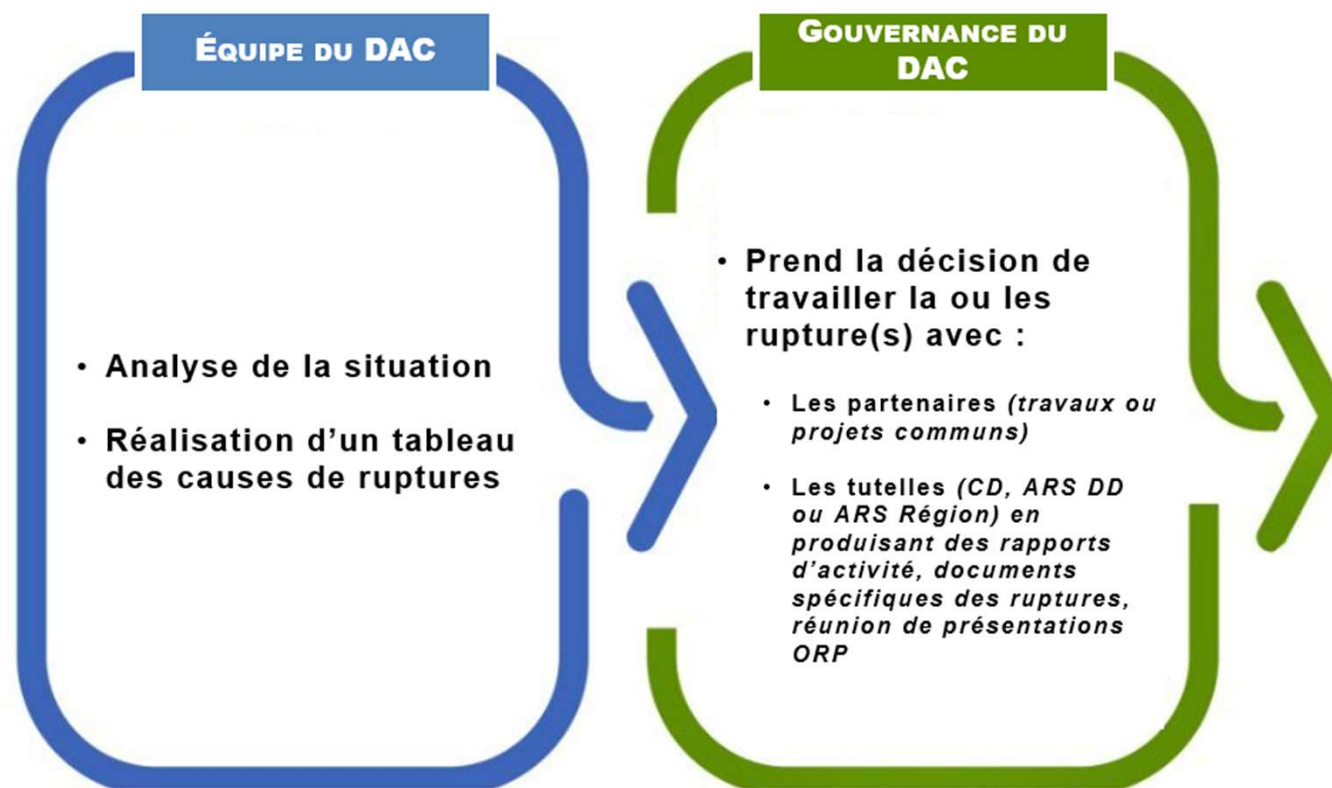 ÉQUIPE DU DAC
• Analyse de la situation
• Réalisation d'un tableau
des causes de ruptures
GOUVERNANCE DU
DAC
• Prend la décision de
travailler la ou les
rupture(s) avec :
• Les partenaires (travaux ou
projets communs)
• Les tutelles (CD, ARS DD
ou ARS Région) en
produisant des rapports
d'activité, documents
spécifiques des ruptures,
réunion de présentations
ORP